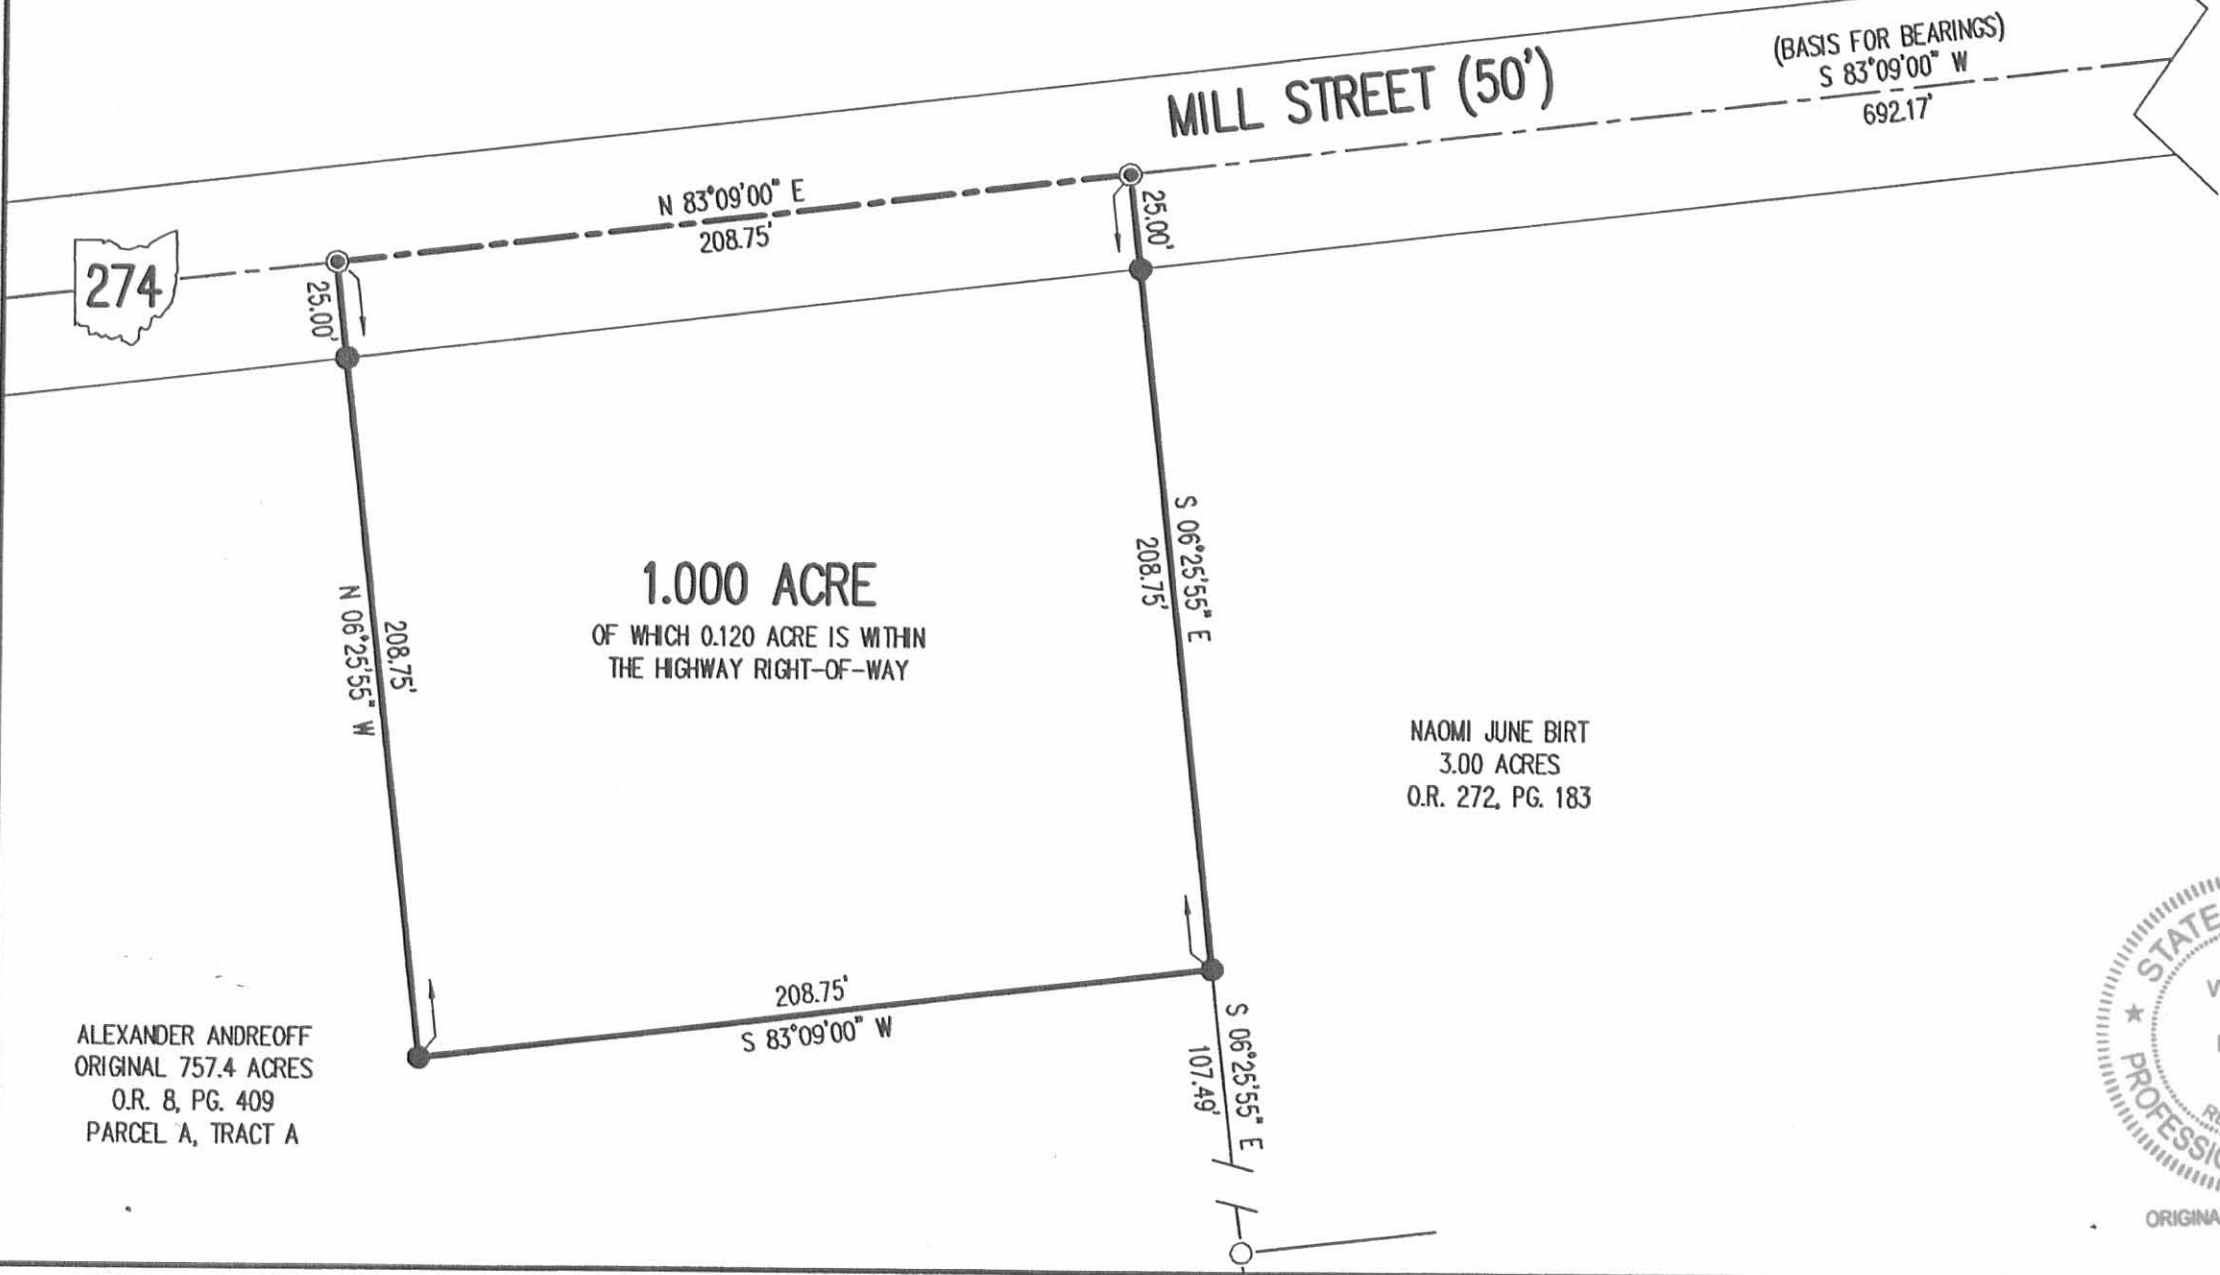 (BASIS FOR BEARINGS)
S 83°09'00" W
692.17'
MILL STREET (50')
N 83°09'00" E
208.75'
25.00'
274
25.00'
S 06°25'55" E
208.75'
1.000 ACRE
OF WHICH 0.120 ACRE IS WITHIN
THE HIGHWAY RIGHT-OF-WAY
208.75'
N 06°25'55" W
NAOMI JUNE BIRT
3.00 ACRES
O.R. 272, PG. 183
208.75'
S 83°09'00" W
S 06°25'55" E
107.49'
ALEXANDER ANDREOFF
ORIGINAL 757.4 ACRES
O.R. 8, PG. 409
PARCEL A, TRACT A
STATE